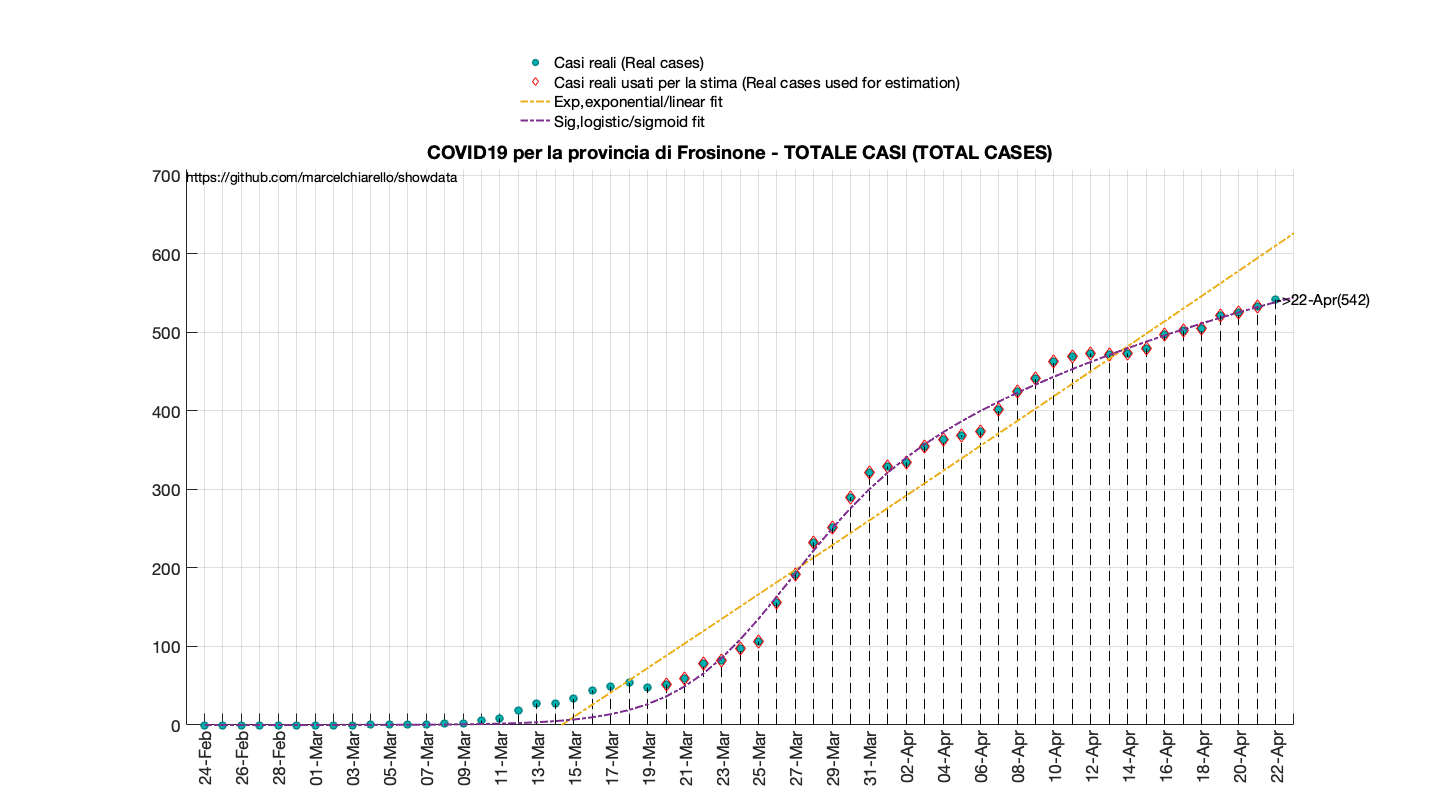 Casi reali (Real cases)
Casi reali usati per la stima (Real cases used for estimation)
Exp,exponential/linear fit
Sig,logistic/sigmoid fit
COVID19 per la provincia di Frosinone - TOTALE CASI (TOTAL CASES)
https://github.com/marcelchiarello/showdata
700
600
500
400
300
200
100
0
->22-Apr(542)
24-Feb
26-Feb
28-Feb
01-Mar
03-Mar
05-Mar
07-Mar
09-Mar
11-Mar
13-Mar
15-Mar
17-Mar
19-Mar
21-Mar
23-Mar
25-Mar
27-Mar
29-Mar
31-Mar
02-Apr
04-Apr
06-Apr
08-Apr
10-Apr
12-Apr
14-Apr
16-Apr
18-Apr
20-Apr
22-Apr